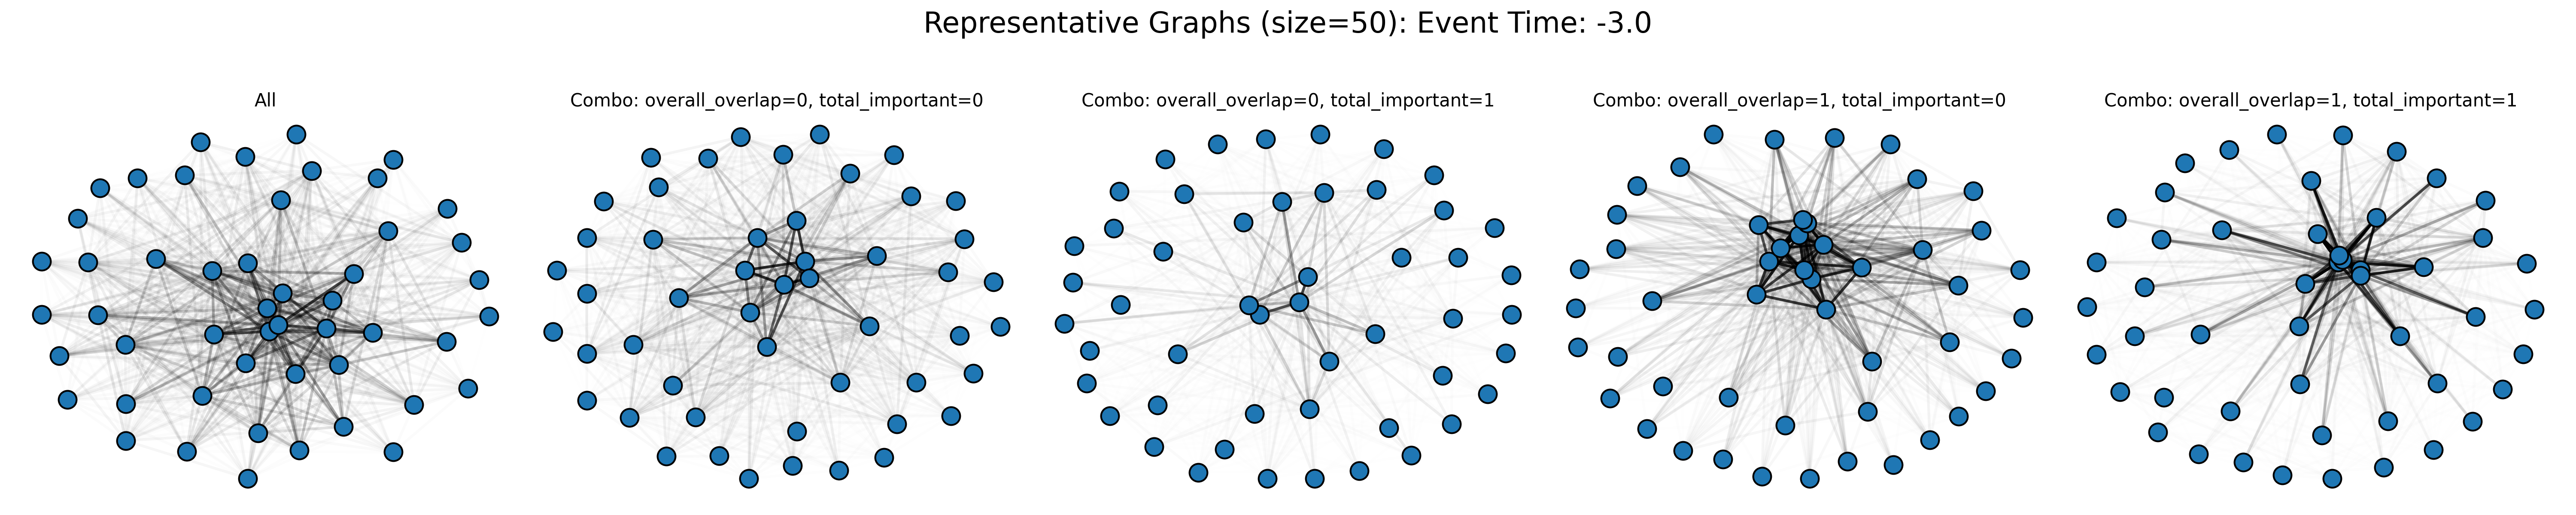 Representative Graphs (size=50): Event Time: -3.0
All
Combo: overall_overlap=0, total_important=0
Combo: overall_overlap=0, total_important=1
Combo: overall_overlap=1, total_important=0
Combo: overall_overlap=1, total_important=1